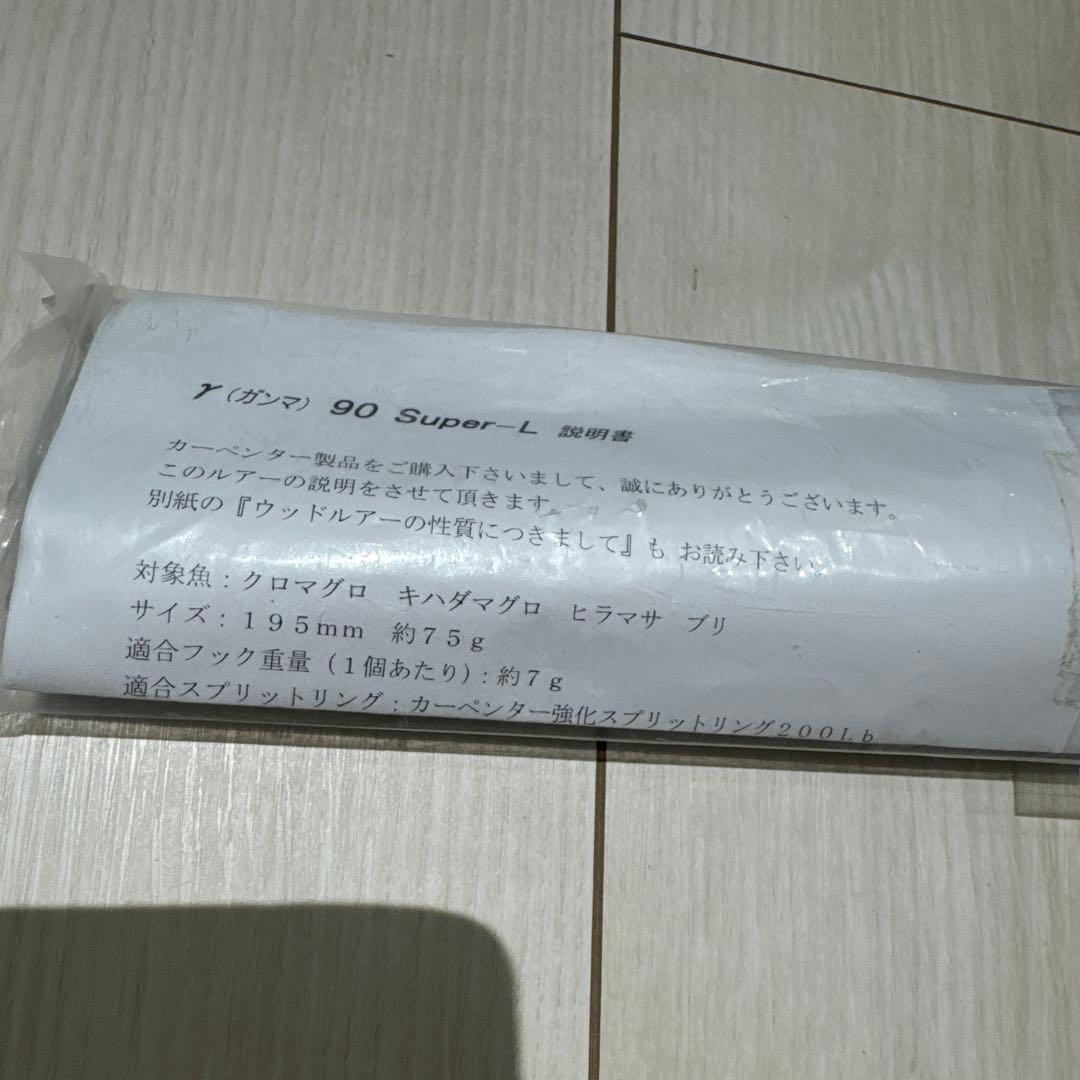 γ(ガンマ) 90 Super-L 説明書
カーペンター製品をご購入下さいまして、誠にありがとうございます。
このルアーの説明をさせて頂きます。
別紙の『ウッドルアーの性質につきまして』も お読み下さい。
対象魚：クロマグロ　キハダマグロ　ヒラマサ　ブリ
サイズ：１９５mm　約７５g
適合フック重量（１個あたり）：約７g
適合スプリットリング：カーペンター強化スプリットリング２００Ｌｂ